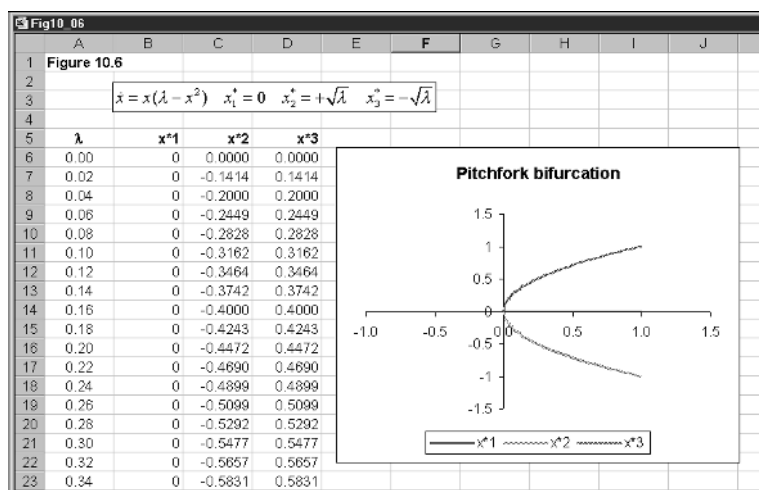 Fig10_06
A B C D E F G H I J
1 Figure 10.6
2
3 ẋ = x(λ − x²) x₁* = 0 x₂* = +√λ x₃* = −√λ
4
5 λ x*1 x*2 x*3
6 0.00 0 0.0000 0.0000
7 0.02 0 -0.1414 0.1414
8 0.04 0 -0.2000 0.2000
9 0.06 0 -0.2449 0.2449
10 0.08 0 -0.2828 0.2828
11 0.10 0 -0.3162 0.3162
12 0.12 0 -0.3464 0.3464
13 0.14 0 -0.3742 0.3742
14 0.16 0 -0.4000 0.4000
15 0.18 0 -0.4243 0.4243
16 0.20 0 -0.4472 0.4472
17 0.22 0 -0.4690 0.4690
18 0.24 0 -0.4899 0.4899
19 0.26 0 -0.5099 0.5099
20 0.28 0 -0.5292 0.5292
21 0.30 0 -0.5477 0.5477
22 0.32 0 -0.5657 0.5657
23 0.34 0 -0.5831 0.5831
Pitchfork bifurcation
1.5
1
0.5
0
-1.0 -0.5 0.0 0.5 1.0 1.5
-0.5
-1
-1.5
x*1 x*2 x*3